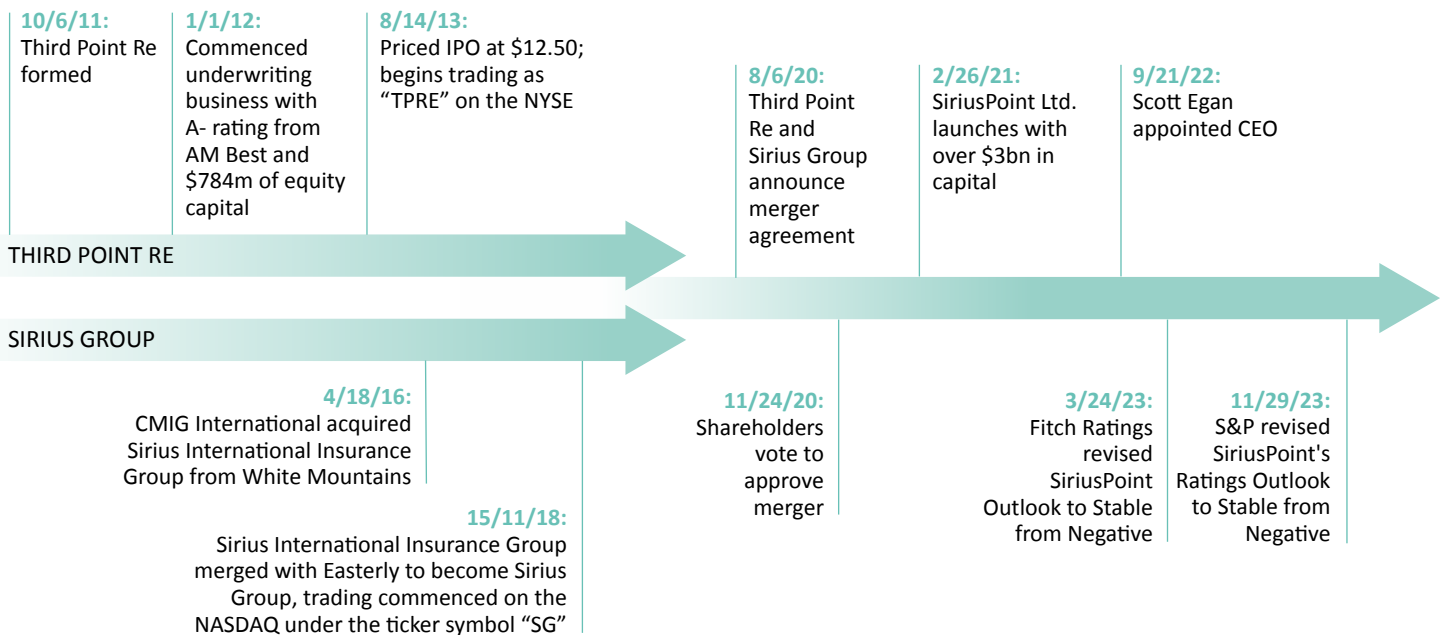 10/6/11:
Third Point Re
formed
1/1/12:
Commenced
underwriting
business with
A- rating from
AM Best and
$784m of equity
capital
8/14/13:
Priced IPO at $12.50;
begins trading as
“TPRE” on the NYSE
8/6/20:
Third Point
Re and
Sirius Group
announce
merger
agreement
2/26/21:
SiriusPoint Ltd.
launches with
over $3bn in
capital
9/21/22:
Scott Egan
appointed CEO
THIRD POINT RE
SIRIUS GROUP
4/18/16:
CMIG International acquired
Sirius International Insurance
Group from White Mountains
15/11/18:
Sirius International Insurance Group
merged with Easterly to become Sirius
Group, trading commenced on the
NASDAQ under the ticker symbol “SG”
11/24/20:
Shareholders
vote to
approve
merger
3/24/23:
Fitch Ratings
revised
SiriusPoint
Outlook to Stable
from Negative
11/29/23:
S&P revised
SiriusPoint's
Ratings Outlook
to Stable from
Negative